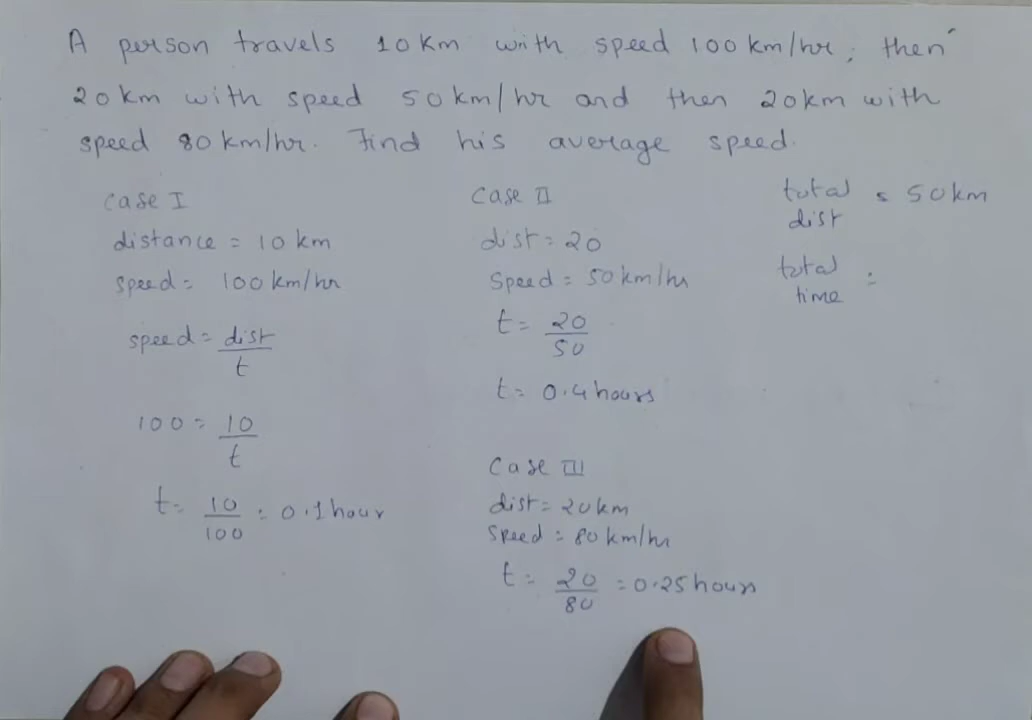 A person travels 10 km with speed 100 km/hr, then
20 km with speed 50 km/hr and then 20 km with
speed 80 km/hr. Find his average speed.
case I
distance = 10 km
speed = 100 km/hr
speed = dist
t
100 = 10
t
t = 10 = 0.1 hour
100
case II
dist = 20
speed = 50 km/hr
t = 20
50
t = 0.4 hours
case III
dist = 20 km
speed = 80 km/hr
t = 20 = 0.25 hours
80
total = 50 km
dist
total =
time